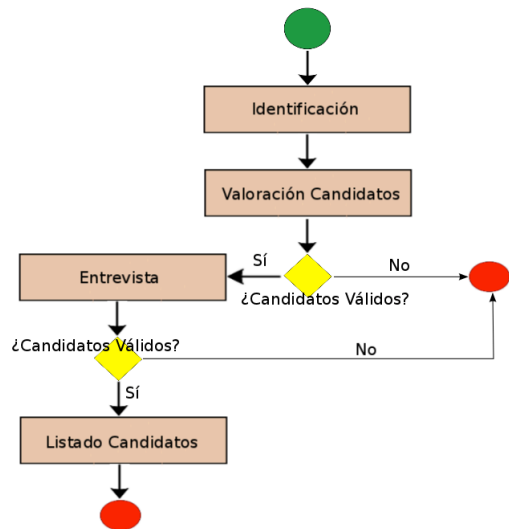 Identificación
Valoración Candidatos
Sí
No
¿Candidatos Válidos?
Entrevista
¿Candidatos Válidos?
No
Sí
Listado Candidatos